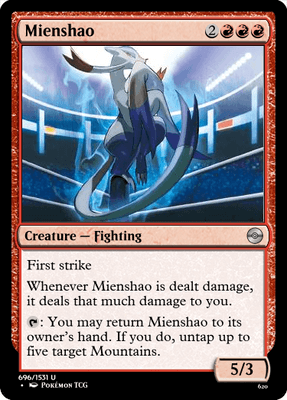 Mienshao 2
Creature — Fighting
First strike
Whenever Mienshao is dealt damage,
it deals that much damage to you.
: You may return Mienshao to its
owner's hand. If you do, untap up to
five target Mountains.
5/3
696/1531 U
• Pokémon TCG
620